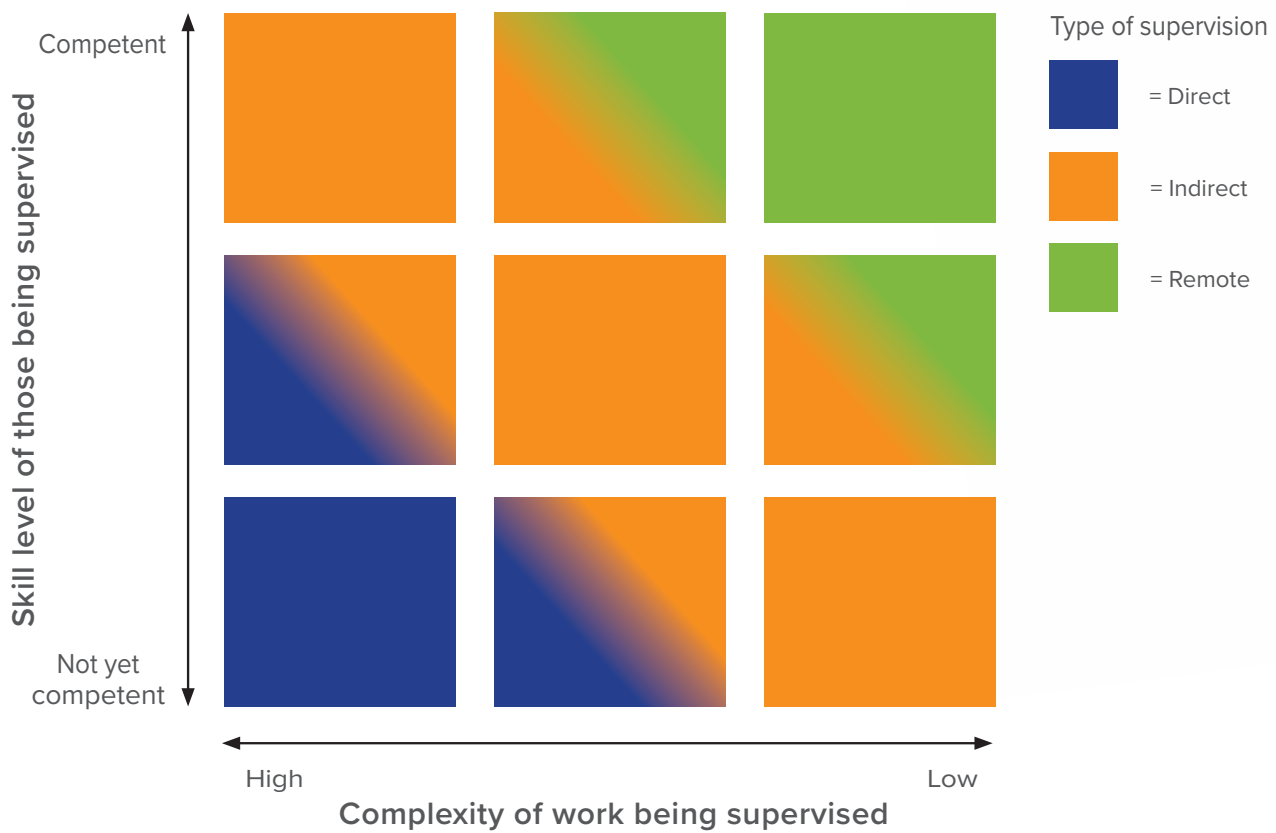 Competent
Skill level of those being supervised
Not yet
competent
High
Low
Complexity of work being supervised
Type of supervision
= Direct
= Indirect
= Remote